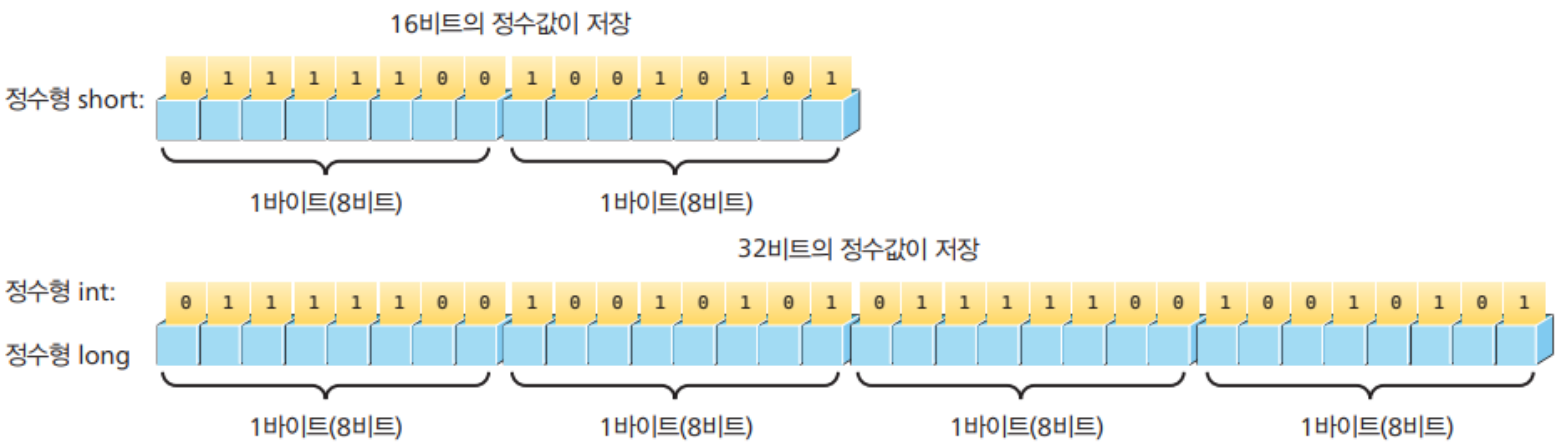 16비트의 정수값이 저장
정수형 short:
0 1 1 1 1 1 0 0 1 0 0 1 0 1 0 1
1바이트(8비트) 1바이트(8비트)
32비트의 정수값이 저장
정수형 int:
0 1 1 1 1 1 0 0 1 0 0 1 0 1 0 1 0 1 1 1 1 1 0 0 1 0 0 1 0 1 0 1
정수형 long
1바이트(8비트) 1바이트(8비트) 1바이트(8비트) 1바이트(8비트)